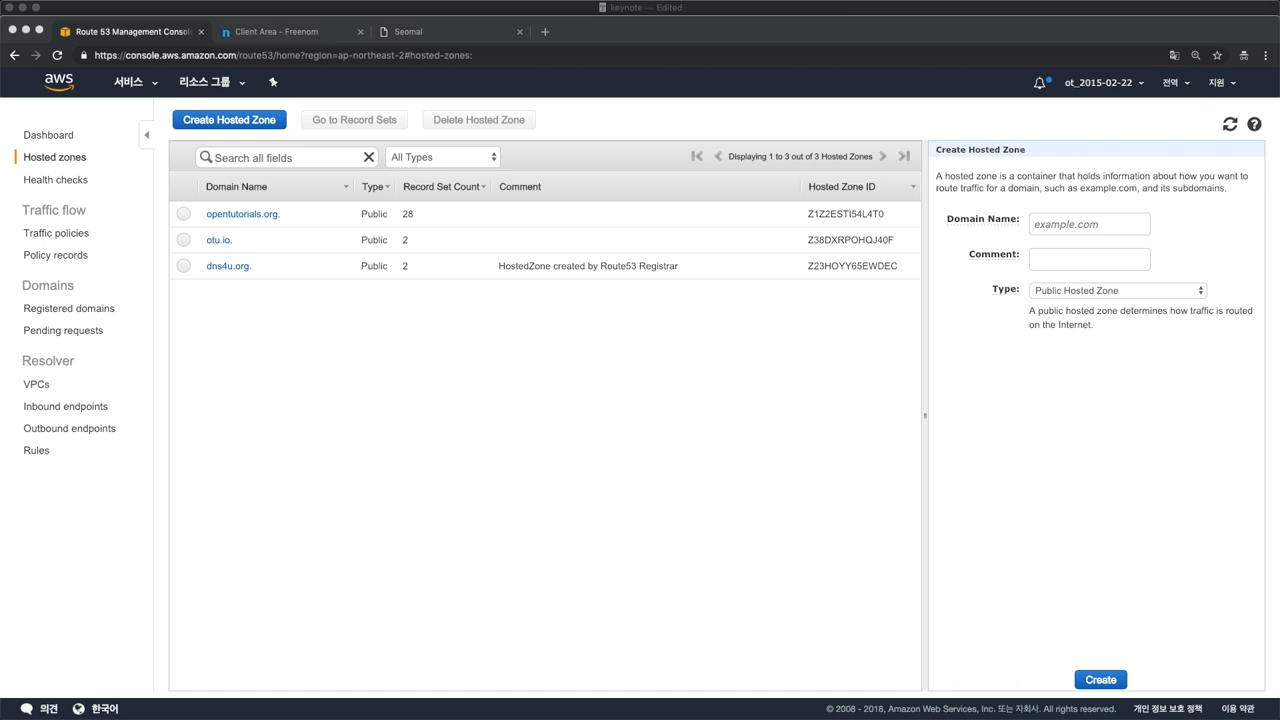 keynote — Edited
Route 53 Management Consol
Client Area - Freenom
Seomal
https://console.aws.amazon.com/route53/home?region=ap-northeast-2#hosted-zones:
aws 서비스 리소스 그룹 ot_2015-02-22 전역 지원
Create Hosted Zone Go to Record Sets Delete Hosted Zone
Dashboard
Hosted zones
Health checks
Traffic flow
Traffic policies
Policy records
Domains
Registered domains
Pending requests
Resolver
VPCs
Inbound endpoints
Outbound endpoints
Rules
Search all fields All Types Displaying 1 to 3 out of 3 Hosted Zones
Domain Name Type Record Set Count Comment Hosted Zone ID
opentutorials.org. Public 28 Z1Z2ESTI54L4T0
otu.io. Public 2 Z38DXRPOHQJ40F
dns4u.org. Public 2 HostedZone created by Route53 Registrar Z23HOYY65EWDEC
Create Hosted Zone
A hosted zone is a container that holds information about how you want to
route traffic for a domain, such as example.com, and its subdomains.
Domain Name: example.com
Comment:
Type: Public Hosted Zone
A public hosted zone determines how traffic is routed
on the Internet.
Create
의견 한국어 © 2008 - 2018, Amazon Web Services, Inc. 또는 자회사. All rights reserved. 개인 정보 보호 정책 이용 약관